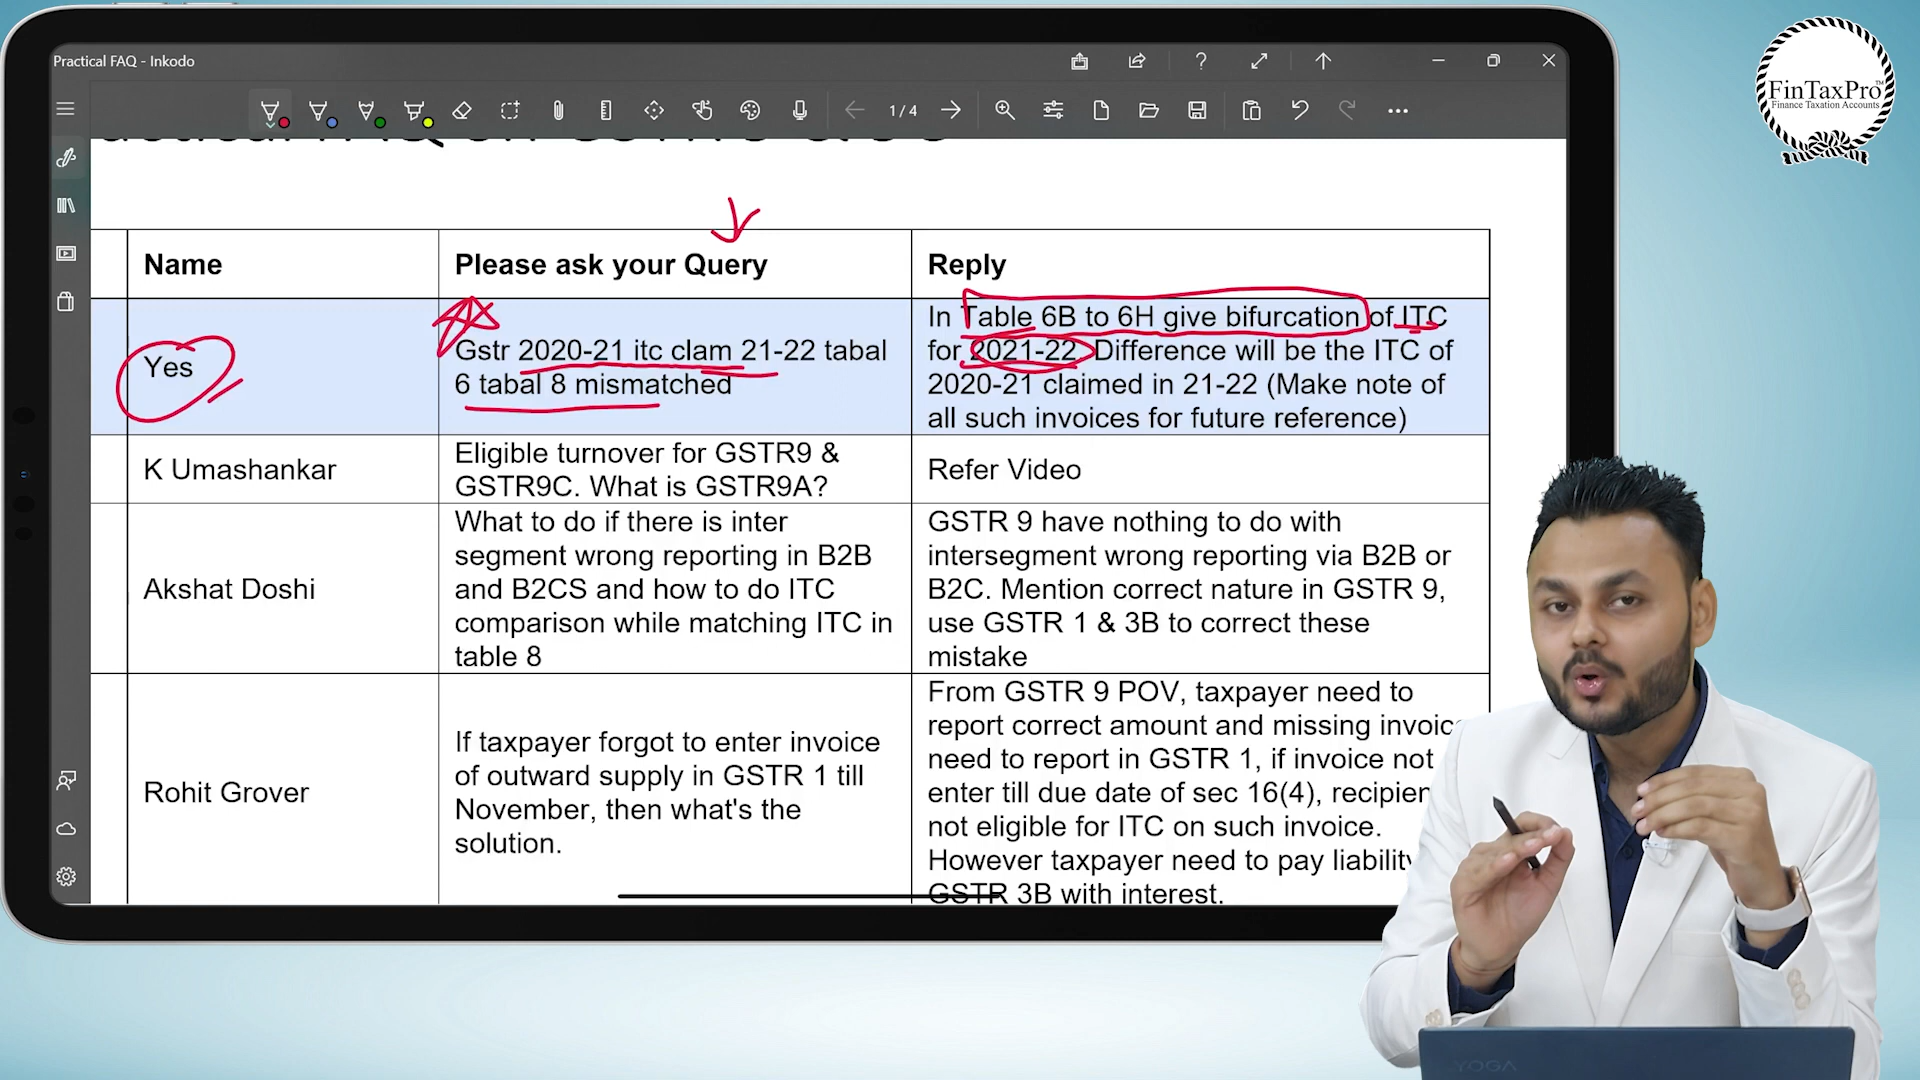 Practical FAQ - Inkodo
1 / 4
FinTaxPro
TM
Finance Taxation Accounts
Name
Please ask your Query
Reply
Yes
Gstr 2020-21 itc clam 21-22 tabal
6 tabal 8 mismatched
In Table 6B to 6H give bifurcation of ITC
for 2021-22. Difference will be the ITC of
2020-21 claimed in 21-22 (Make note of
all such invoices for future reference)
K Umashankar
Eligible turnover for GSTR9 &
GSTR9C. What is GSTR9A?
Refer Video
Akshat Doshi
What to do if there is inter
segment wrong reporting in B2B
and B2CS and how to do ITC
comparison while matching ITC in
table 8
GSTR 9 have nothing to do with
intersegment wrong reporting via B2B or
B2C. Mention correct nature in GSTR 9,
use GSTR 1 & 3B to correct these
mistake
Rohit Grover
If taxpayer forgot to enter invoice
of outward supply in GSTR 1 till
November, then what's the
solution.
From GSTR 9 POV, taxpayer need to
report correct amount and missing
need to report in GSTR 1, if invoice not
enter till due date of sec 16(4),
not eligible for ITC on such invoice.
However taxpayer need to pay liability
GSTR 3B with interest.
YOGA